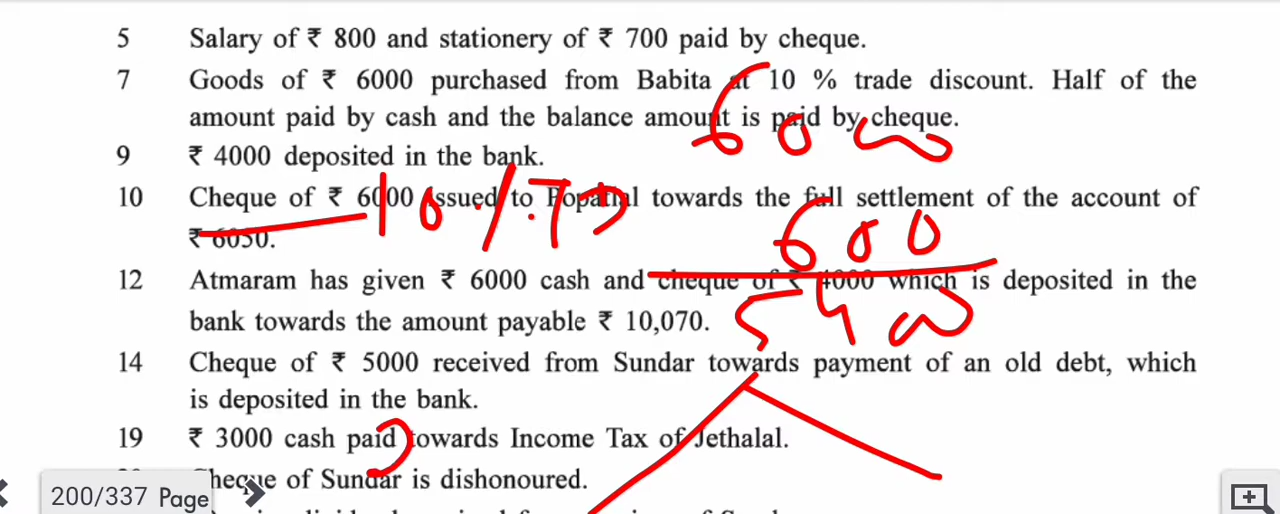 5 Salary of ₹ 800 and stationery of ₹ 700 paid by cheque.
7 Goods of ₹ 6000 purchased from Babita at 10 % trade discount. Half of the
amount paid by cash and the balance amount is paid by cheque.
6000
9 ₹ 4000 deposited in the bank.
10 Cheque of ₹ 6000 issued to Popatlal towards the full settlement of the account of
10%.TD
₹ 6050.
600
12 Atmaram has given ₹ 6000 cash and cheque of ₹ 4000 which is deposited in the
bank towards the amount payable ₹ 10,070.
5400
14 Cheque of ₹ 5000 received from Sundar towards payment of an old debt, which
is deposited in the bank.
19 ₹ 3000 cash paid towards Income Tax of Jethalal.
Cheque of Sundar is dishonoured.
200/337 Page